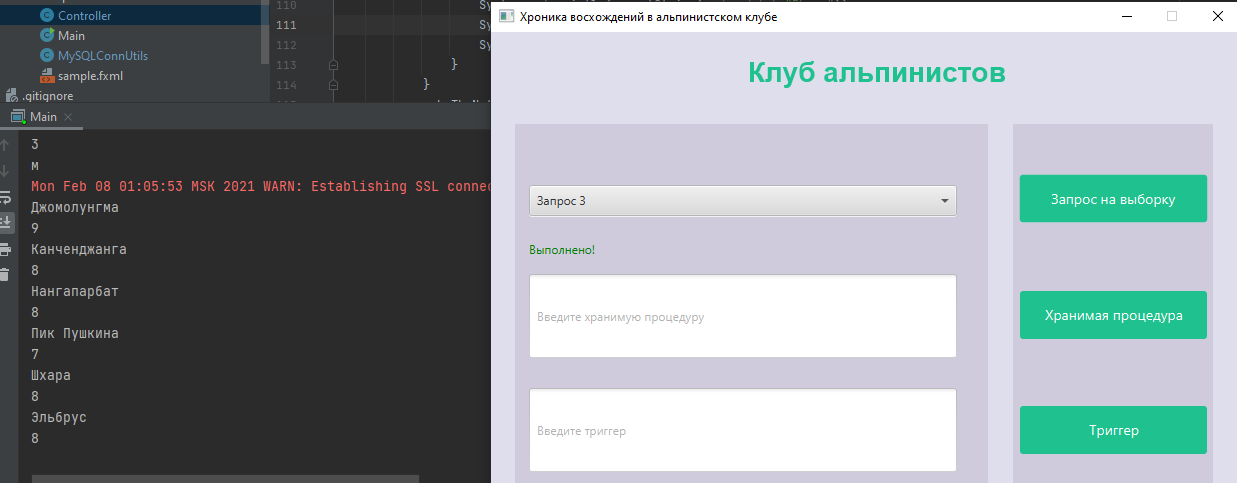 Controller
Main
MySQLConnUtils
sample.fxml
.gitignore
110
111
112
113
114
Sy
Sy
}
}
Main
3
м
Mon Feb 08 01:05:53 MSK 2021 WARN: Establishing SSL connec
Джомолунгма
9
Канченджанга
8
Нангапарбат
8
Пик Пушкина
7
Шхара
8
Эльбрус
8
Хроника восхождений в альпинистском клубе
Клуб альпинистов
Запрос 3
Выполнено!
Введите хранимую процедуру
Введите триггер
Запрос на выборку
Хранимая процедура
Триггер